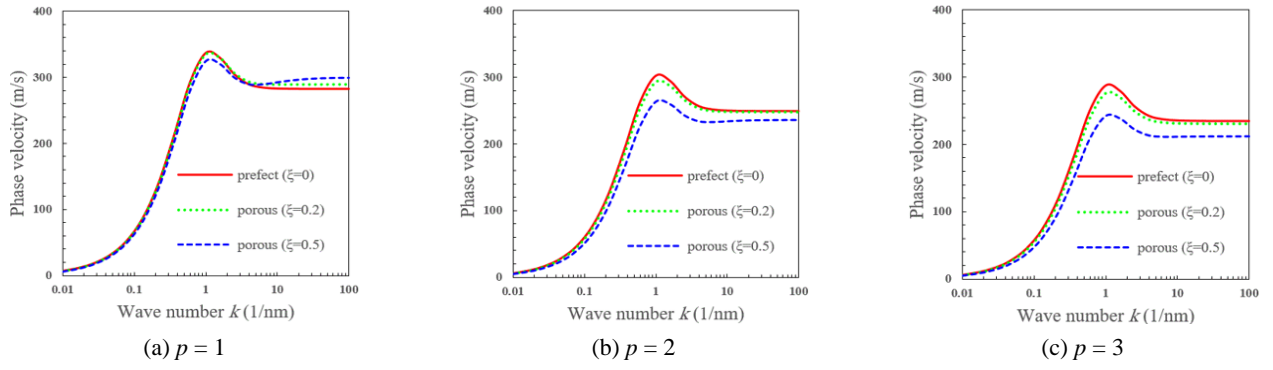 400
300
200
100
0
Phase velocity (m/s)
prefect (ξ=0)
porous (ξ=0.2)
porous (ξ=0.5)
0.01 0.1 1 10 100
Wave number k (1/nm)
(a) p = 1
400
300
200
100
0
Phase velocity (m/s)
prefect (ξ=0)
porous (ξ=0.2)
porous (ξ=0.5)
0.01 0.1 1 10 100
Wave number k (1/nm)
(b) p = 2
400
300
200
100
0
Phase velocity (m/s)
prefect (ξ=0)
porous (ξ=0.2)
porous (ξ=0.5)
0.01 0.1 1 10 100
Wave number k (1/nm)
(c) p = 3